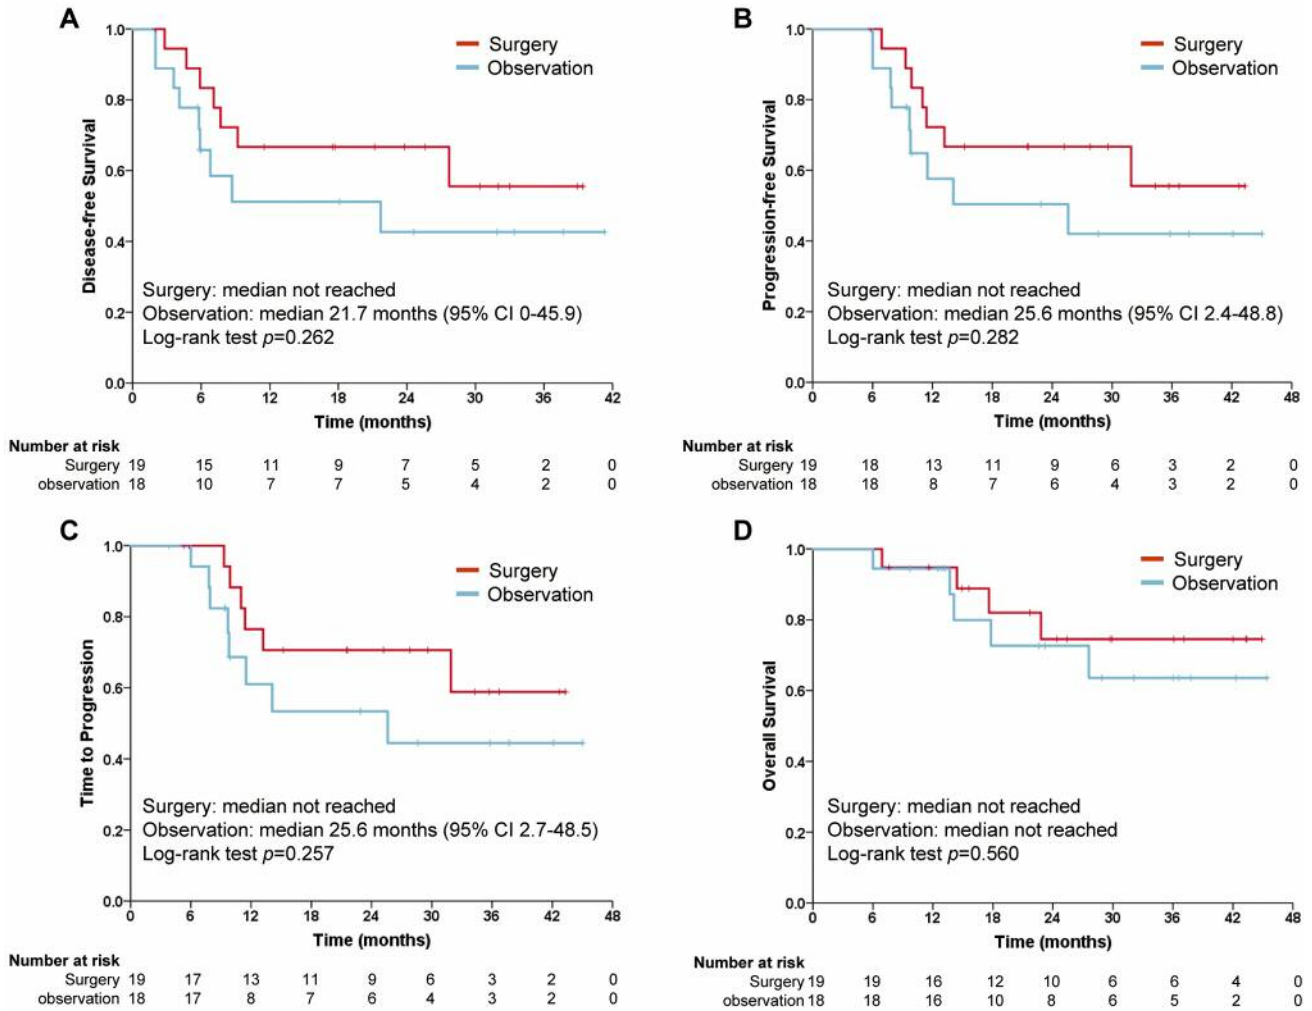 A
1.0
0.8
0.6
0.4
0.2
0.0
Disease-free Survival
Surgery
Observation
Surgery: median not reached
Observation: median 21.7 months (95% CI 0-45.9)
Log-rank test p=0.262
0 6 12 18 24 30 36 42
Time (months)
Number at risk
Surgery 19 15 11 9 7 5 2 0
observation 18 10 7 7 5 4 2 0
B
1.0
0.8
0.6
0.4
0.2
0.0
Progression-free Survival
Surgery
Observation
Surgery: median not reached
Observation: median 25.6 months (95% CI 2.4-48.8)
Log-rank test p=0.282
0 6 12 18 24 30 36 42 48
Time (months)
Number at risk
Surgery 19 18 13 11 9 6 3 2 0
observation 18 18 8 7 6 4 3 2 0
C
1.0
0.8
0.6
0.4
0.2
0.0
Time to Progression
Surgery
Observation
Surgery: median not reached
Observation: median 25.6 months (95% CI 2.7-48.5)
Log-rank test p=0.257
0 6 12 18 24 30 36 42 48
Time (months)
Number at risk
Surgery 19 17 13 11 9 6 3 2 0
observation 18 17 8 7 6 4 3 2 0
D
1.0
0.8
0.6
0.4
0.2
0.0
Overall Survival
Surgery
Observation
Surgery: median not reached
Observation: median not reached
Log-rank test p=0.560
0 6 12 18 24 30 36 42 48
Time (months)
Number at risk
Surgery 19 19 16 12 10 6 6 4 0
observation 18 18 16 10 8 6 5 2 0